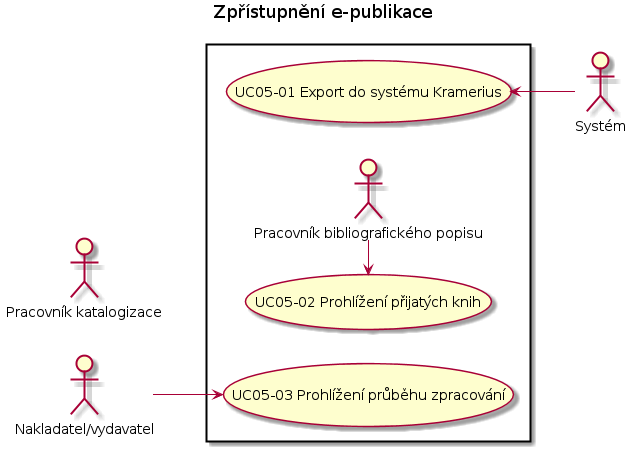 Zpřístupnění e-publikace
UC05-01 Export do systému Kramerius
Systém
Pracovník bibliografického popisu
Pracovník katalogizace
UC05-02 Prohlížení přijatých knih
UC05-03 Prohlížení průběhu zpracování
Nakladatel/vydavatel